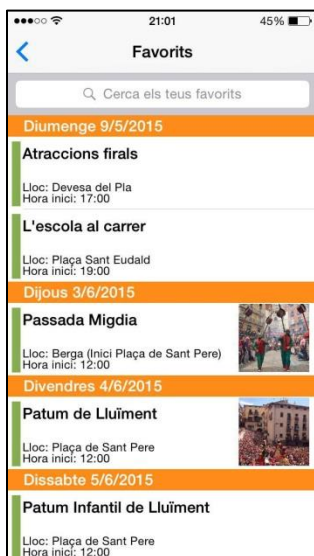 21:01
45%
Favorits
Cerca els teus favorits
Diumenge 9/5/2015
Atraccions firals
Lloc: Devesa del Pla
Hora inici: 17:00
L'escola al carrer
Lloc: Plaça Sant Eudald
Hora inici: 19:00
Dijous 3/6/2015
Passada Migdia
Lloc: Berga (Inici Plaça de Sant Pere)
Hora inici: 12:00
Divendres 4/6/2015
Patum de Lluïment
Lloc: Plaça de Sant Pere
Hora inici: 12:00
Dissabte 5/6/2015
Patum Infantil de Lluïment
Lloc: Plaça de Sant Pere
Hora inici: 12:00